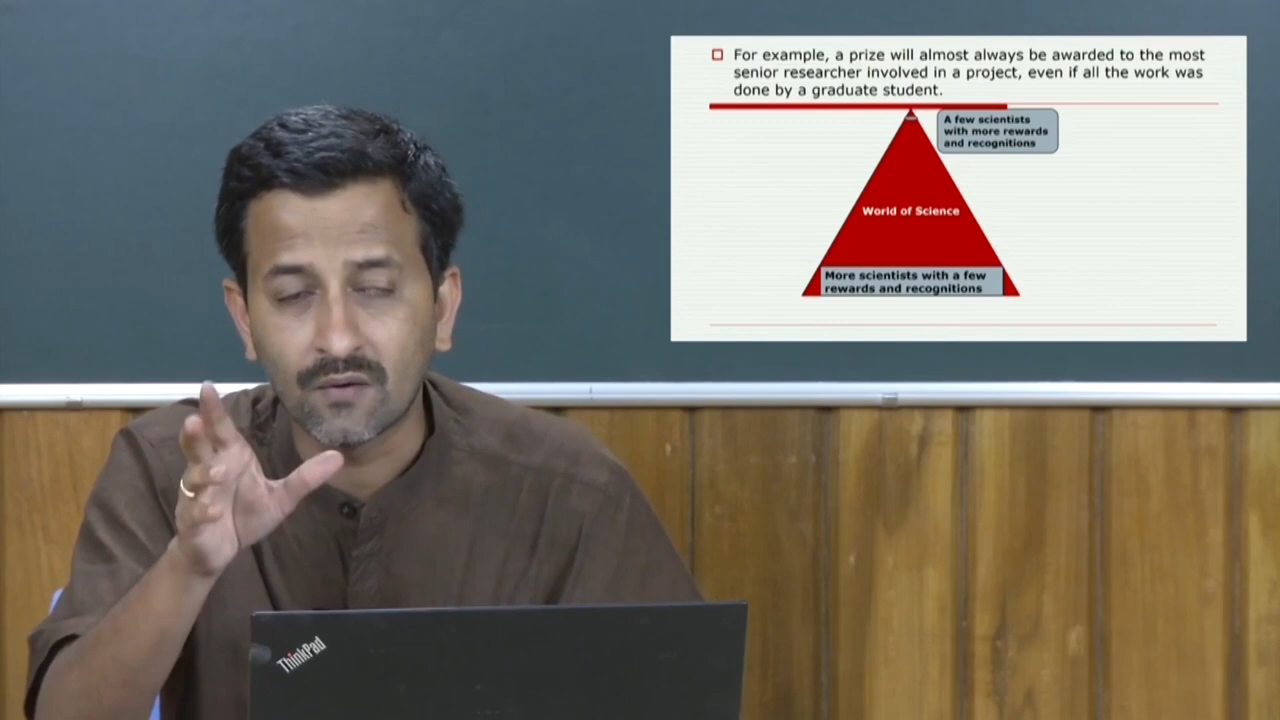 For example, a prize will almost always be awarded to the most
senior researcher involved in a project, even if all the work was
done by a graduate student.
A few scientists
with more rewards
and recognitions
World of Science
More scientists with a few
rewards and recognitions
ThinkPad